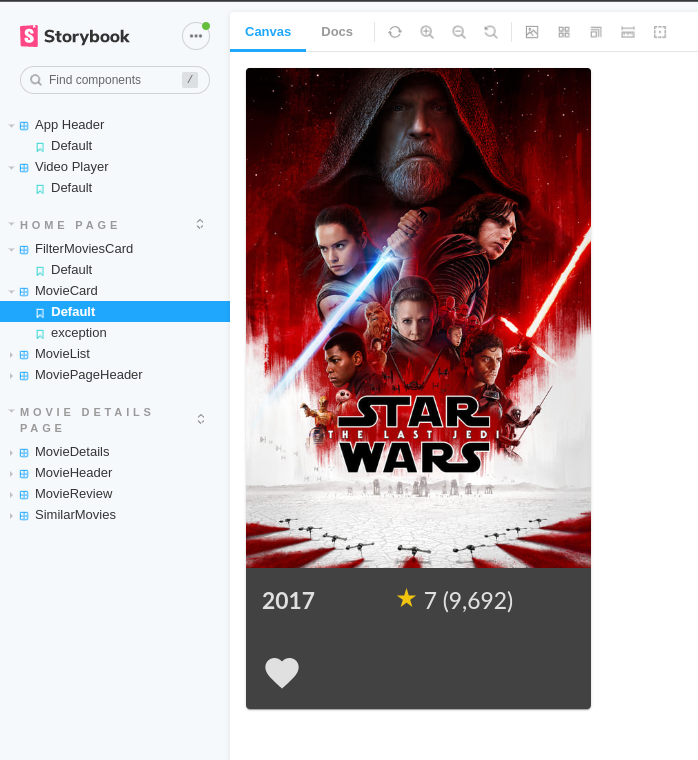 Storybook
Find components /
App Header
Default
Video Player
Default
HOME PAGE
FilterMoviesCard
Default
MovieCard
Default
exception
MovieList
MoviePageHeader
MOVIE DETAILS
PAGE
MovieDetails
MovieHeader
MovieReview
SimilarMovies
Canvas Docs
STAR
THE LAST JEDI
WARS
2017 ★ 7 (9,692)